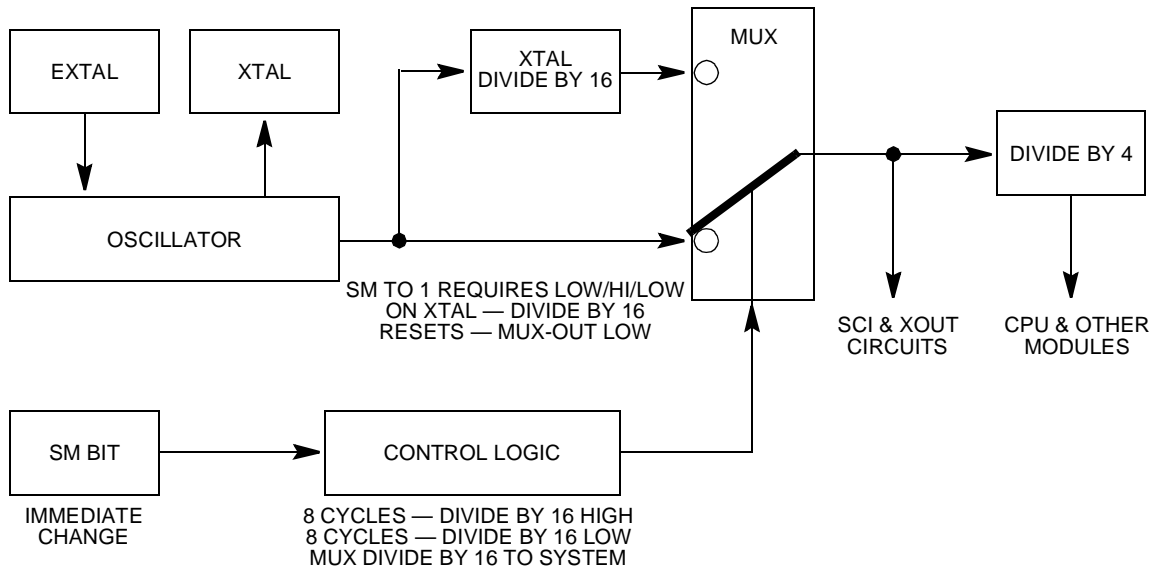 MUX
EXTAL
XTAL
XTAL
DIVIDE BY 16
DIVIDE BY 4
OSCILLATOR
SM TO 1 REQUIRES LOW/HI/LOW
ON XTAL — DIVIDE BY 16
RESETS — MUX-OUT LOW
SCI & XOUT
CIRCUITS
CPU & OTHER
MODULES
SM BIT
CONTROL LOGIC
IMMEDIATE
CHANGE
8 CYCLES — DIVIDE BY 16 HIGH
8 CYCLES — DIVIDE BY 16 LOW
MUX DIVIDE BY 16 TO SYSTEM